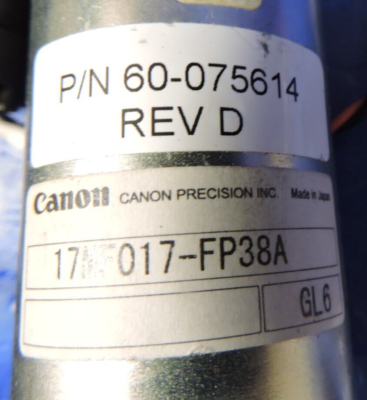 P/N 60-075614
REV D
Canon CANON PRECISION INC. Made in Japan
GL6